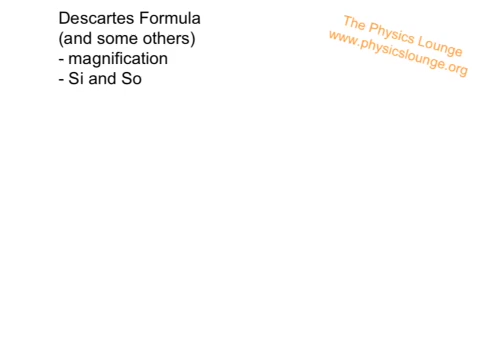 Descartes Formula
(and some others)
- magnification
- Si and So
The Physics Lounge
www.physicslounge.org